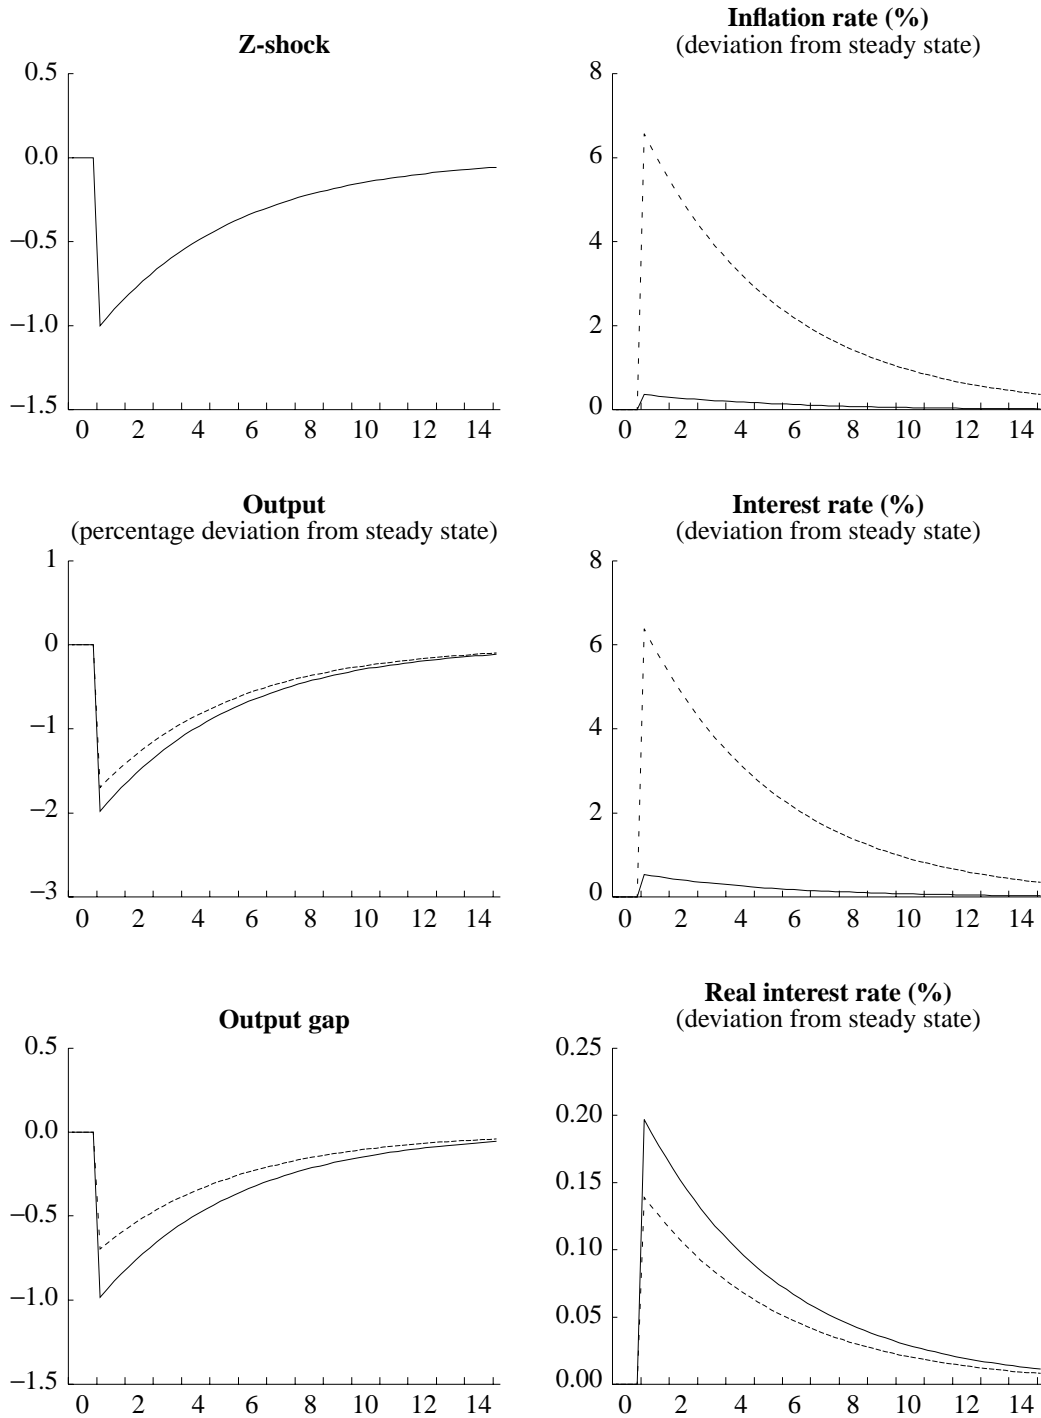 Z-shock
0.5
0.0
−0.5
−1.0
−1.5
0 2 4 6 8 10 12 14
Inflation rate (%)
(deviation from steady state)
8
6
4
2
0
0 2 4 6 8 10 12 14
Output
(percentage deviation from steady state)
1
0
−1
−2
−3
0 2 4 6 8 10 12 14
Interest rate (%)
(deviation from steady state)
8
6
4
2
0
0 2 4 6 8 10 12 14
Output gap
0.5
0.0
−0.5
−1.0
−1.5
0 2 4 6 8 10 12 14
Real interest rate (%)
(deviation from steady state)
0.25
0.20
0.15
0.10
0.05
0.00
0 2 4 6 8 10 12 14